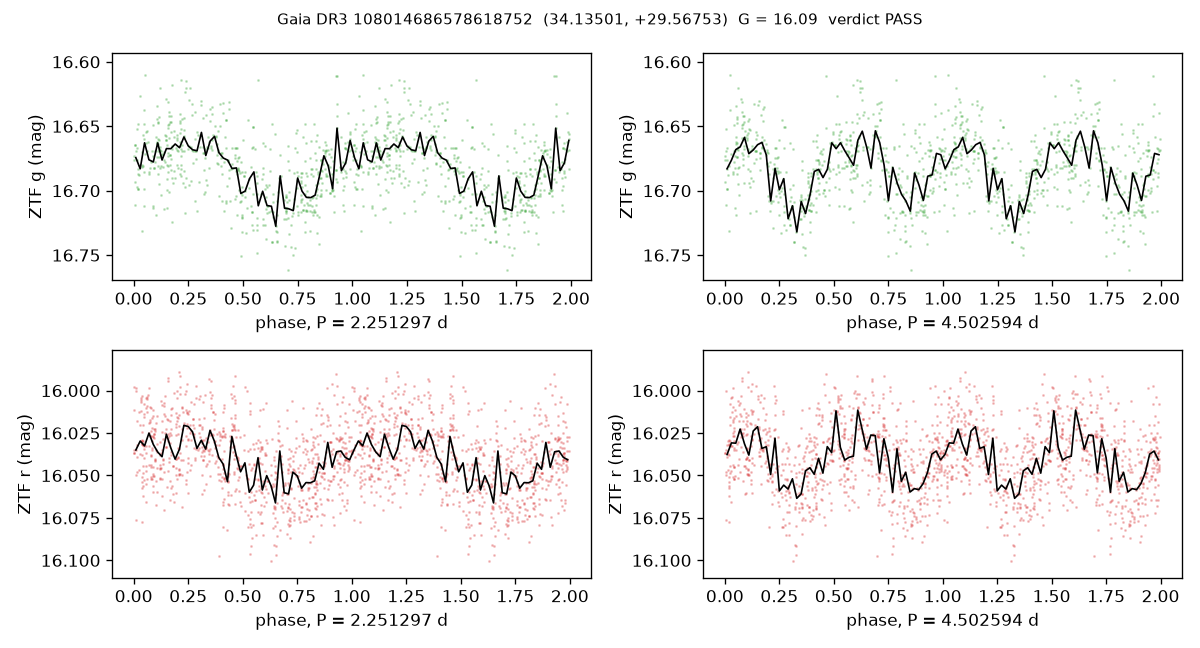 Gaia DR3 108014686578618752  (34.13501, +29.56753)  G = 16.09  verdict PASS
ZTF g (mag)
16.60
16.65
16.70
16.75
0.00 0.25 0.50 0.75 1.00 1.25 1.50 1.75 2.00
phase, P = 2.251297 d
ZTF g (mag)
16.60
16.65
16.70
16.75
0.00 0.25 0.50 0.75 1.00 1.25 1.50 1.75 2.00
phase, P = 4.502594 d
ZTF r (mag)
16.000
16.025
16.050
16.075
16.100
0.00 0.25 0.50 0.75 1.00 1.25 1.50 1.75 2.00
phase, P = 2.251297 d
ZTF r (mag)
16.000
16.025
16.050
16.075
16.100
0.00 0.25 0.50 0.75 1.00 1.25 1.50 1.75 2.00
phase, P = 4.502594 d